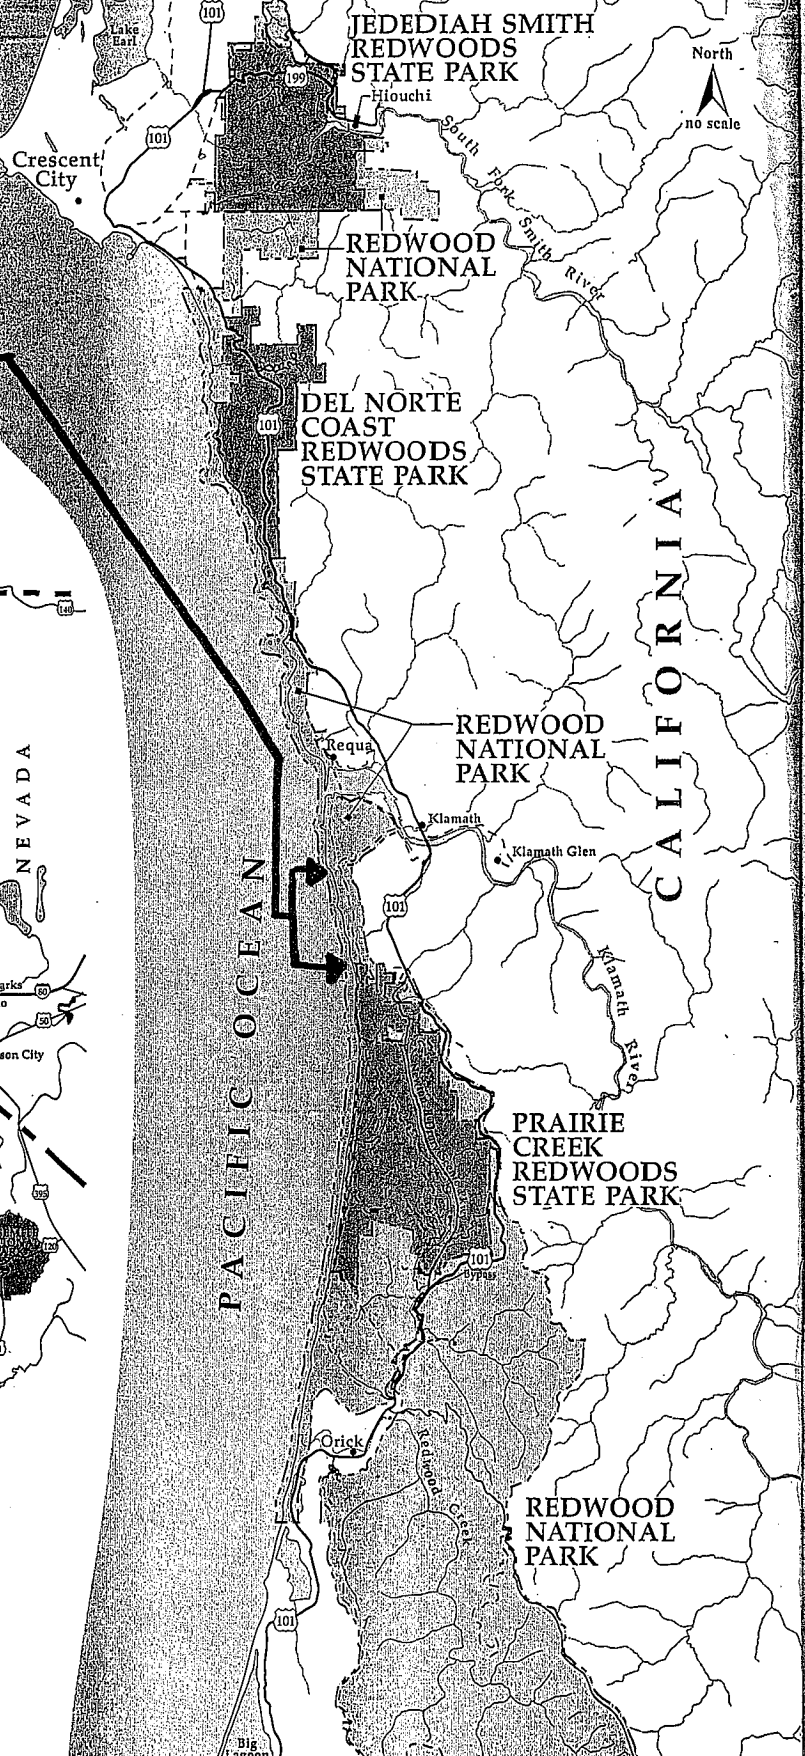 101
Lake
Earl
JEDEDIAH SMITH
REDWOODS
STATE PARK
199
Hiouchi
North
no scale
101
Crescent
City
South Fork Smith River
REDWOOD
NATIONAL
PARK
DEL NORTE
COAST
REDWOODS
STATE PARK
101
CALIFORNIA
140
REDWOOD
NATIONAL
PARK
Requa
NEVADA
Klamath
Klamath Glen
101
PACIFIC OCEAN
Klamath River
arks
80
o
50
son City
PRAIRIE
CREEK
REDWOODS
STATE PARK
395
120
101
Bypass
Orick
Redwood Creek
REDWOOD
NATIONAL
PARK
101
Big
Lagoon